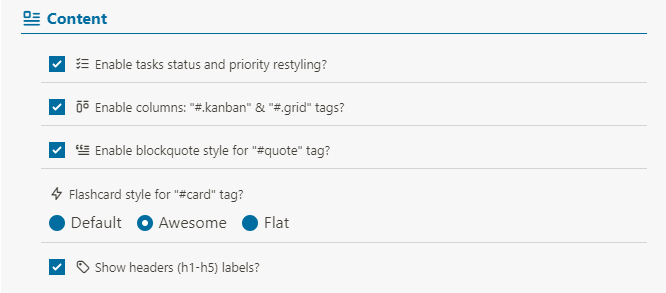 Content
Enable tasks status and priority restyling?
Enable columns: "#.kanban" & "#.grid" tags?
Enable blockquote style for "#quote" tag?
Flashcard style for "#card" tag?
Default Awesome Flat
Show headers (h1-h5) labels?